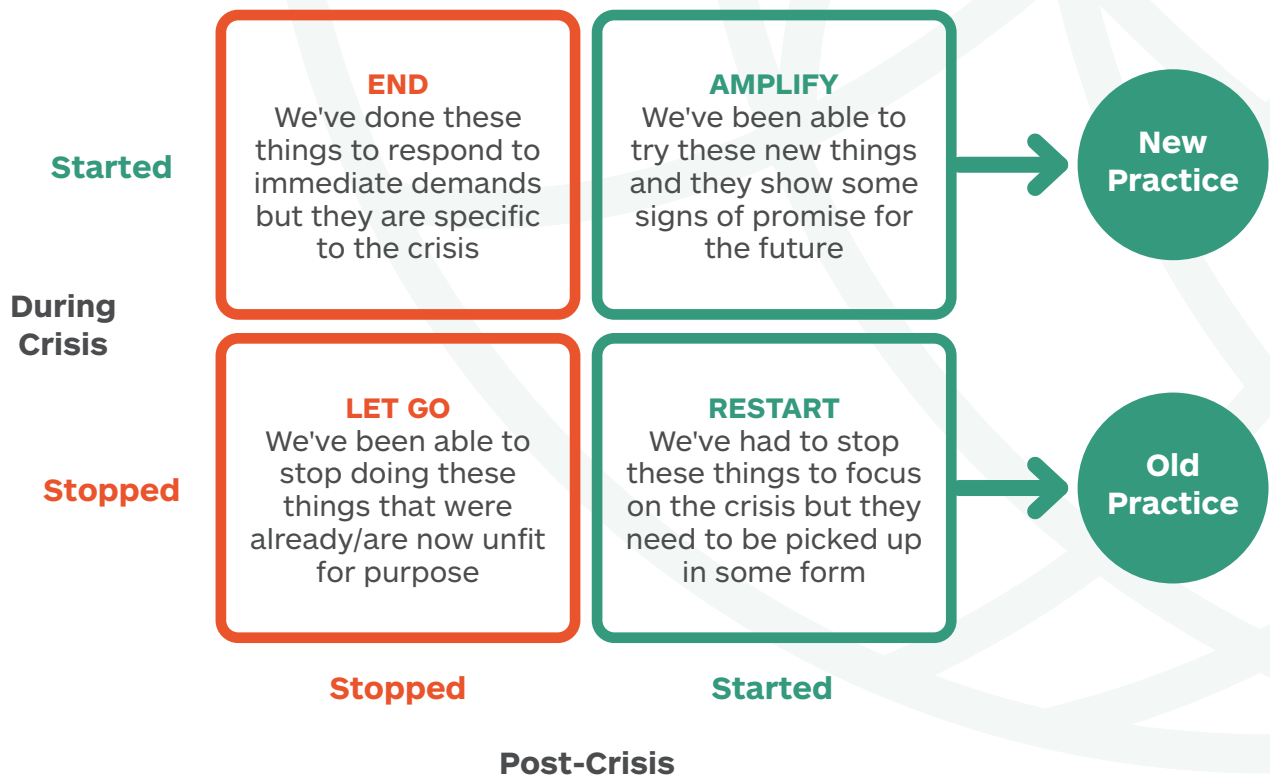 END
We've done these
things to respond to
immediate demands
but they are specific
to the crisis
AMPLIFY
We've been able to
try these new things
and they show some
signs of promise for
the future
Started
New
Practice
During
Crisis
LET GO
We've been able to
stop doing these
things that were
already/are now unfit
for purpose
RESTART
We've had to stop
these things to focus
on the crisis but they
need to be picked up
in some form
Stopped
Old
Practice
Stopped
Started
Post-Crisis